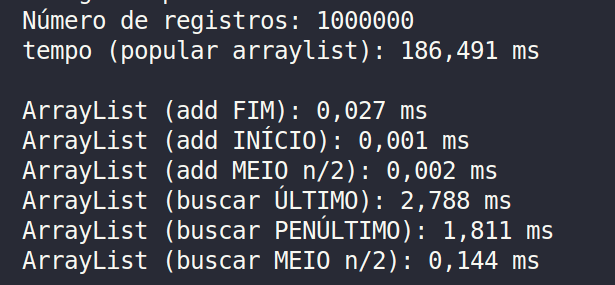 Número de registros: 1000000
tempo (popular arraylist): 186,491 ms
ArrayList (add FIM): 0,027 ms
ArrayList (add INÍCIO): 0,001 ms
ArrayList (add MEIO n/2): 0,002 ms
ArrayList (buscar ÚLTIMO): 2,788 ms
ArrayList (buscar PENÚLTIMO): 1,811 ms
ArrayList (buscar MEIO n/2): 0,144 ms